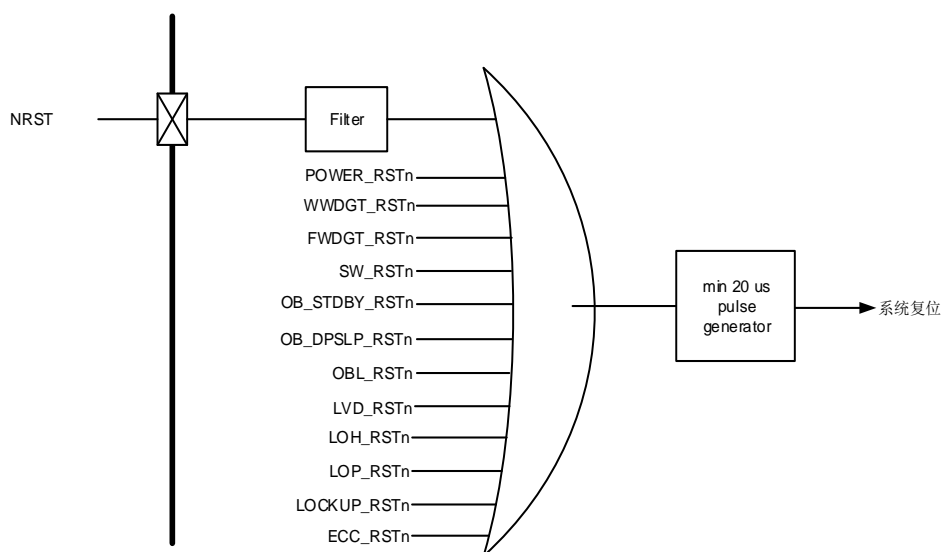 NRST
Filter
POWER_RSTn
WWDGT_RSTn
FWDGT_RSTn
SW_RSTn
OB_STDBY_RSTn
OB_DPSLP_RSTn
OBL_RSTn
LVD_RSTn
LOH_RSTn
LOP_RSTn
LOCKUP_RSTn
ECC_RSTn
min 20 us
pulse
generator
系统复位